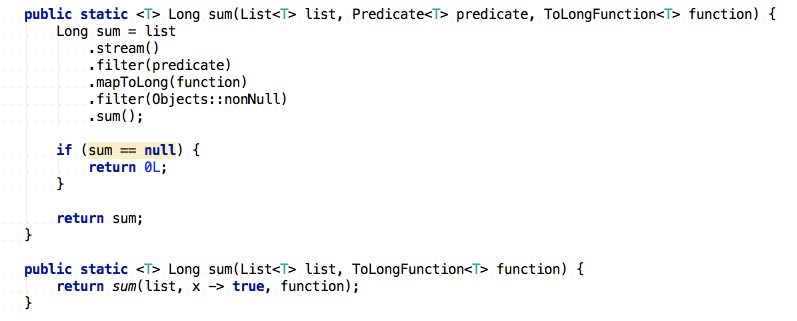 public static <T> Long sum(List<T> list, Predicate<T> predicate, ToLongFunction<T> function) {
    Long sum = list
        .stream()
        .filter(predicate)
        .mapToLong(function)
        .filter(Objects::nonNull)
        .sum();

    if (sum == null) {
        return 0L;
    }

    return sum;
}

public static <T> Long sum(List<T> list, ToLongFunction<T> function) {
    return sum(list, x -> true, function);
}